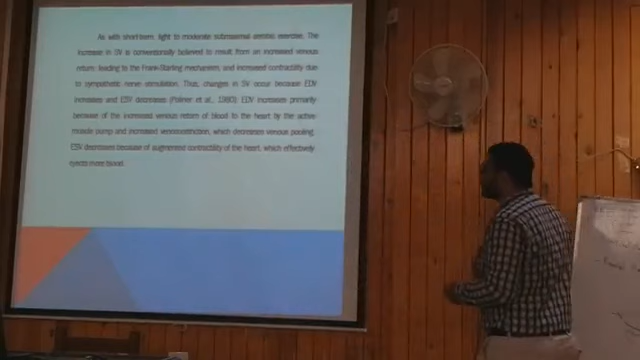 As with short-term, light to moderate submaximal aerobic exercise. The
increase in SV is conventionally believed to result from an increased venous
return, leading to the Frank-Starling mechanism, and increased contractility due
to sympathetic nerve stimulation. Thus, changes in SV occur because EDV
increases and ESV decreases (Poliner et al., 1980). EDV increases primarily
because of the increased venous return of blood to the heart by the active
muscle pump and increased venoconstriction, which decreases venous pooling.
ESV decreases because of augmented contractility of the heart, which effectively
ejects more blood.